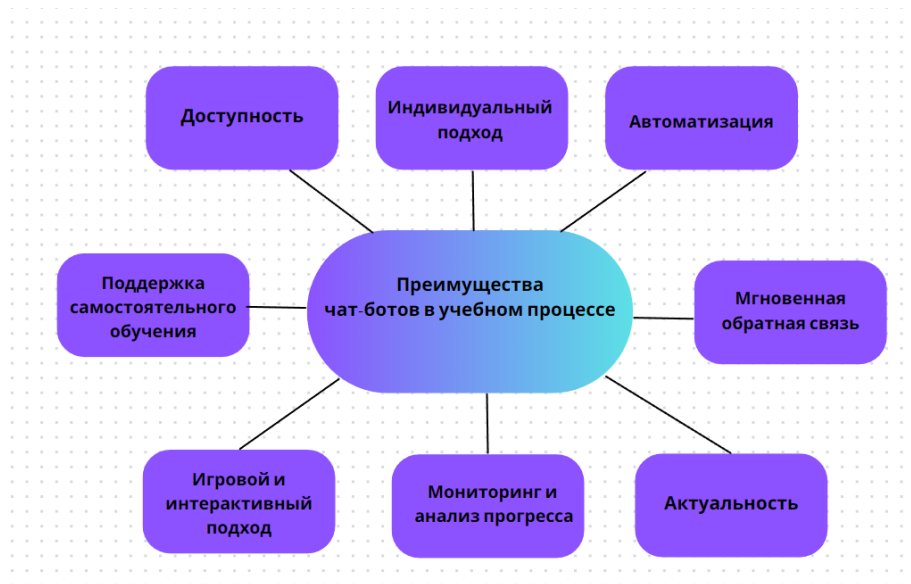 Доступность
Индивидуальный
подход
Автоматизация
Преимущества
чат-ботов в учебном процессе
Поддержка
самостоятельного
обучения
Мгновенная
обратная связь
Игровой и
интерактивный
подход
Мониторинг и
анализ прогресса
Актуальность